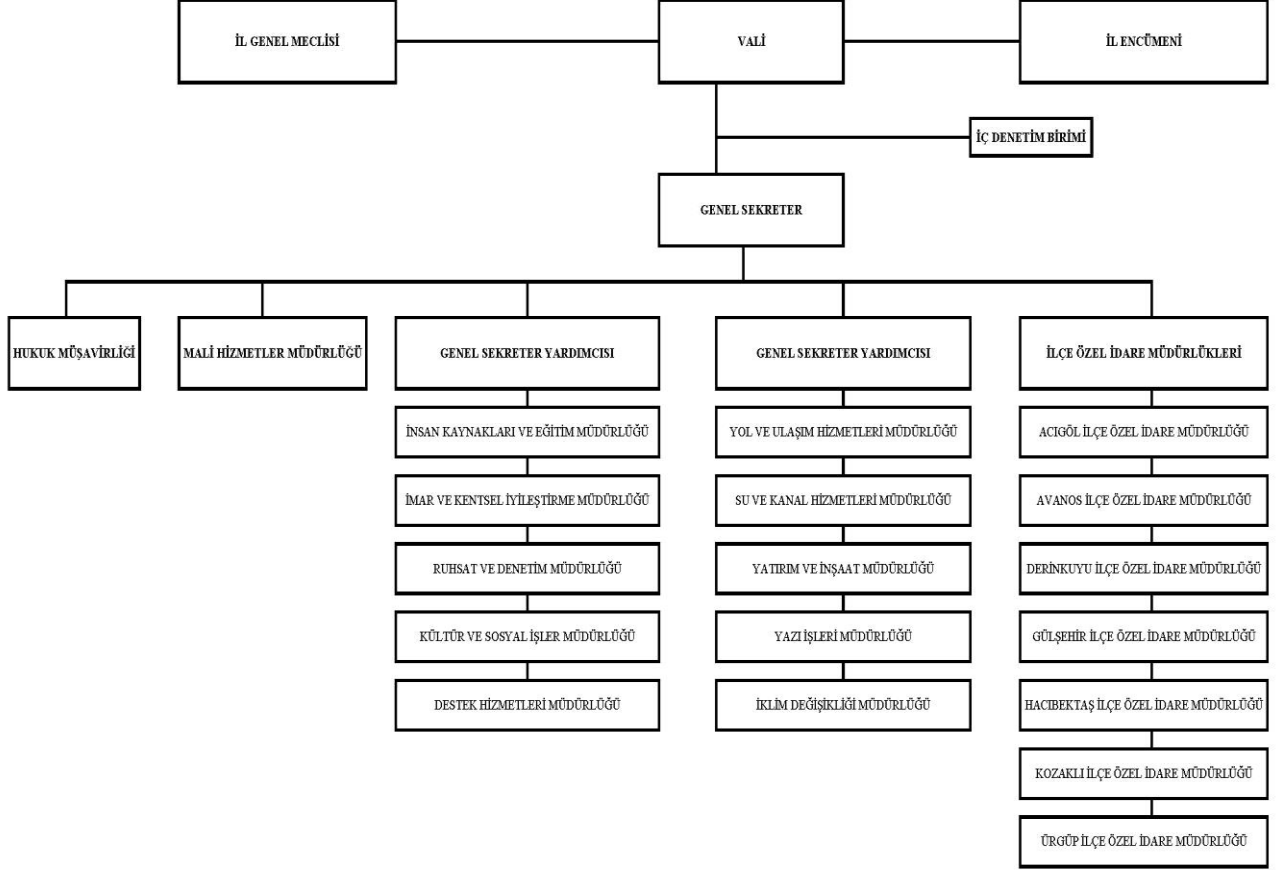 İL GENEL MECLİSİ
VALİ
İL ENCÜMENİ
İÇ DENETİM BİRİMİ
GENEL SEKRETER
HUKUK MÜŞAVİRLİĞİ
MALİ HİZMETLER MÜDÜRLÜĞÜ
GENEL SEKRETER YARDIMCISI
GENEL SEKRETER YARDIMCISI
İLÇE ÖZEL İDARE MÜDÜRLÜKLERİ
İNSAN KAYNAKLARI VE EĞİTİM MÜDÜRLÜĞÜ
YOL VE ULAŞIM HİZMETLERİ MÜDÜRLÜĞÜ
ACIGÖL İLÇE ÖZEL İDARE MÜDÜRLÜĞÜ
İMAR VE KENTSEL İYİLEŞTİRME MÜDÜRLÜĞÜ
SU VE KANAL HİZMETLERİ MÜDÜRLÜĞÜ
AVANOS İLÇE ÖZEL İDARE MÜDÜRLÜĞÜ
RUHSAT VE DENETİM MÜDÜRLÜĞÜ
YATIRIM VE İNŞAAT MÜDÜRLÜĞÜ
DERİNKUYU İLÇE ÖZEL İDARE MÜDÜRLÜĞÜ
KÜLTÜR VE SOSYAL İŞLER MÜDÜRLÜĞÜ
YAZI İŞLERİ MÜDÜRLÜĞÜ
GÜLŞEHİR İLÇE ÖZEL İDARE MÜDÜRLÜĞÜ
DESTEK HİZMETLERİ MÜDÜRLÜĞÜ
İKLİM DEĞİŞİKLİĞİ MÜDÜRLÜĞÜ
HACIBEKTAŞ İLÇE ÖZEL İDARE MÜDÜRLÜĞÜ
KOZAKLI İLÇE ÖZEL İDARE MÜDÜRLÜĞÜ
ÜRGÜP İLÇE ÖZEL İDARE MÜDÜRLÜĞÜ